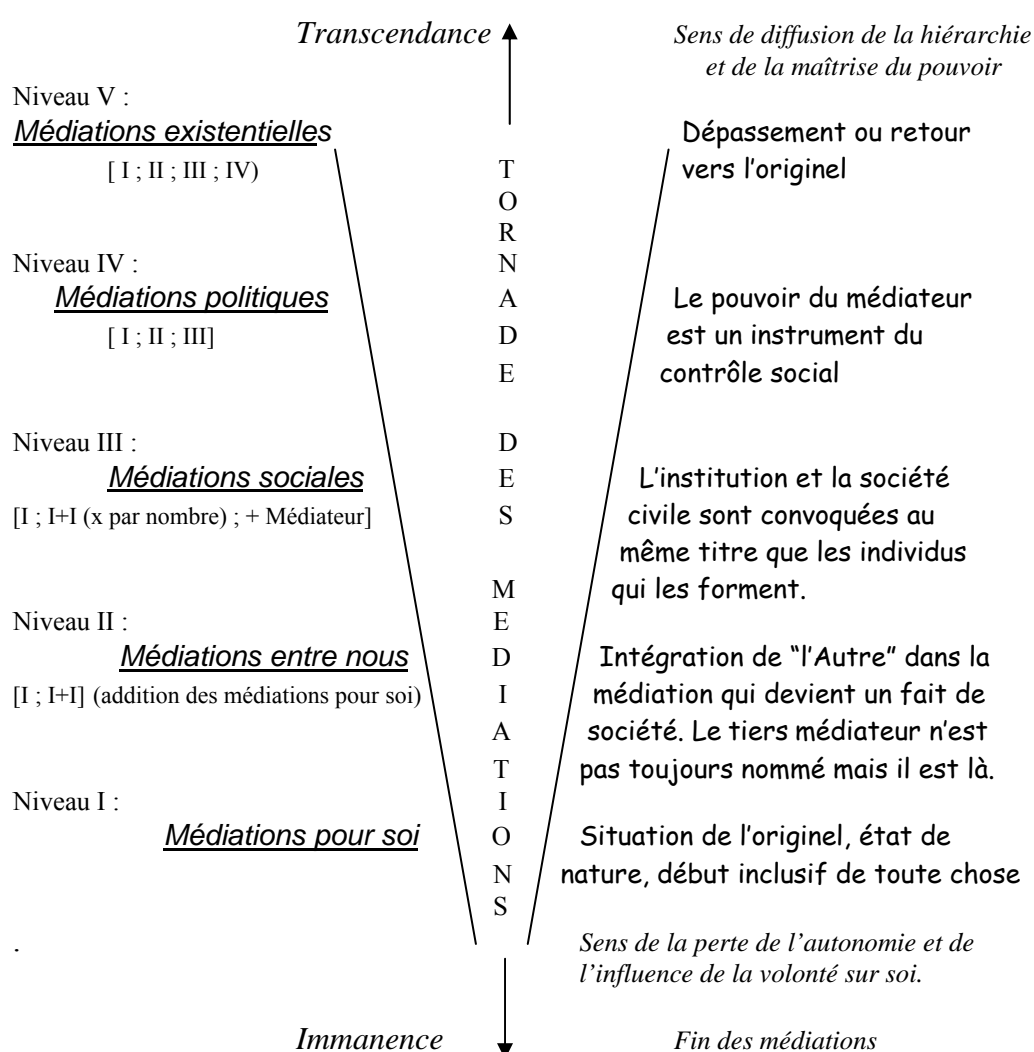 Transcendance
Sens de diffusion de la hiérarchie
et de la maîtrise du pouvoir
Niveau V :
Médiations existentielles
[ I ; II ; III ; IV)
Dépassement ou retour
vers l’originel
Niveau IV :
Médiations politiques
[ I ; II ; III]
Le pouvoir du médiateur
est un instrument du
contrôle social
Niveau III :
Médiations sociales
[I ; I+I (x par nombre) ; + Médiateur]
L’institution et la société
civile sont convoquées au
même titre que les individus
qui les forment.
Niveau II :
Médiations entre nous
[I ; I+I] (addition des médiations pour soi)
Intégration de “l’Autre” dans la
médiation qui devient un fait de
société. Le tiers médiateur n’est
pas toujours nommé mais il est là.
Niveau I :
Médiations pour soi
Situation de l’originel, état de
nature, début inclusif de toute chose
TORNADE DES MEDIATIONS
.
Sens de la perte de l’autonomie et de
l’influence de la volonté sur soi.
Immanence
Fin des médiations